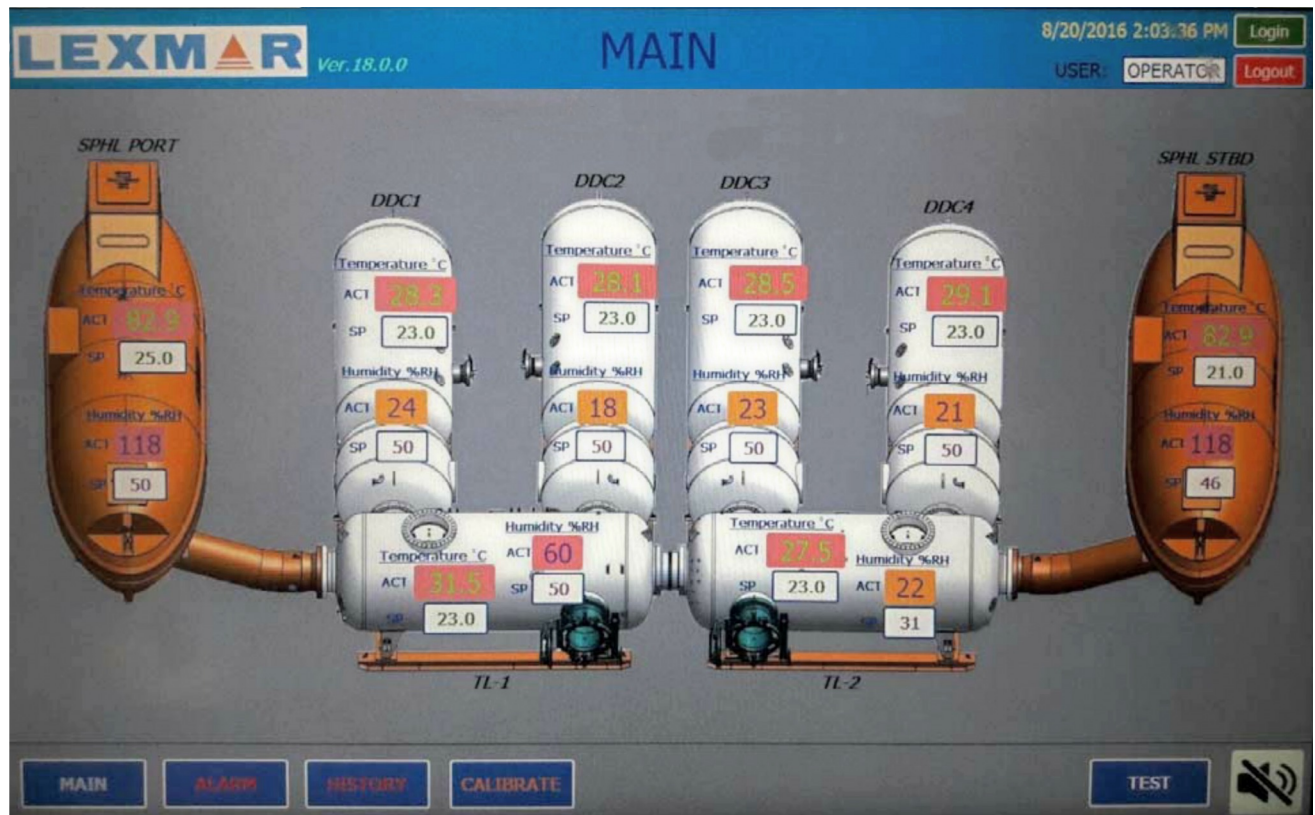 LEXMAR
Ver.18.0.0
MAIN
8/20/2016 2:03:36 PM
Login
USER: OPERATOR
Logout
SPHL PORT
Temperature °C
ACT 82.9
SP 25.0
Humidity %RH
ACT 118
SP 50
DDC1
Temperature °C
ACT 28.3
SP 23.0
Humidity %RH
ACT 24
SP 50
DDC2
Temperature °C
ACT 28.1
SP 23.0
Humidity %RH
ACT 18
SP 50
DDC3
Temperature °C
ACT 28.5
SP 23.0
Humidity %RH
ACT 23
SP 50
DDC4
Temperature °C
ACT 29.1
SP 23.0
Humidity %RH
ACT 21
SP 50
SPHL STBD
Temperature °C
ACT 82.9
SP 21.0
Humidity %RH
ACT 118
SP 46
Temperature °C
ACT 31.5
SP 23.0
Humidity %RH
ACT 60
SP 50
TL-1
Temperature °C
ACT 27.5
SP 23.0
Humidity %RH
ACT 22
SP 31
TL-2
MAIN
ALARM
HISTORY
CALIBRATE
TEST